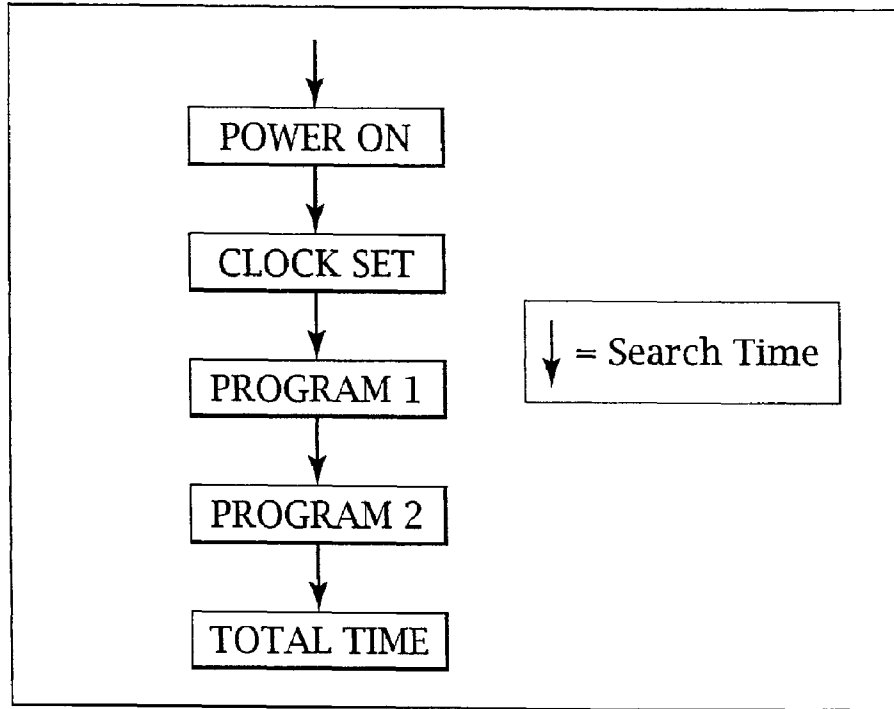 POWER ON
CLOCK SET
PROGRAM 1
= Search Time
PROGRAM 2
TOTAL TIME